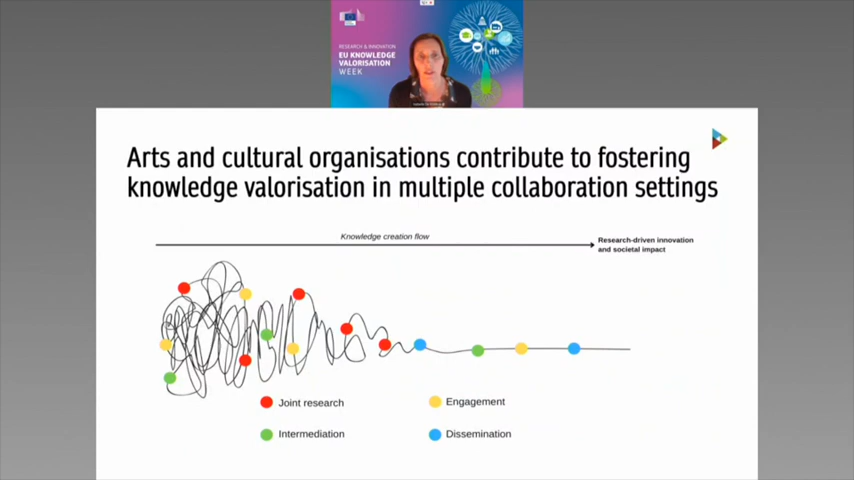 RESEARCH & INNOVATION
EU KNOWLEDGE
VALORISATION
WEEK
Arts and cultural organisations contribute to fostering
knowledge valorisation in multiple collaboration settings
Knowledge creation flow
Research-driven innovation
and societal impact
Joint research
Engagement
Intermediation
Dissemination